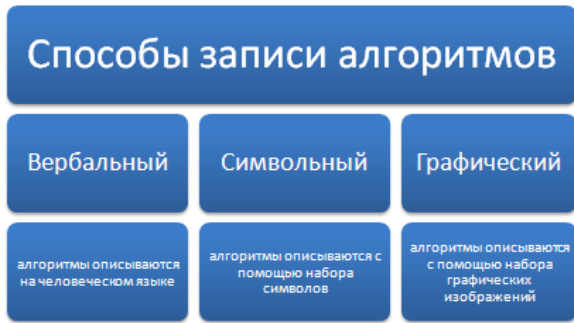 Способы записи алгоритмов
Вербальный
Символьный
Графический
алгоритмы описываются
на человеческом языке
алгоритмы описываются с
помощью набора
символов
алгоритмы описываются
с помощью набора
графических
изображений